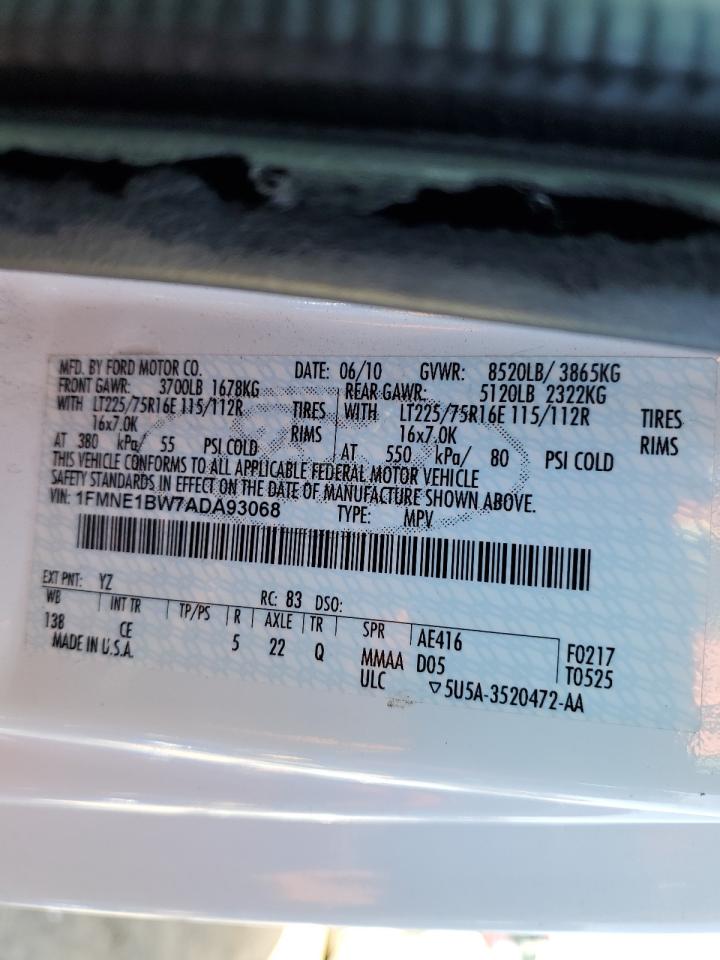 MFD. BY FORD MOTOR CO. DATE: 06/10 GVWR: 8520LB/ 3865KG
FRONT GAWR: 3700LB 1678KG REAR GAWR: 5120LB 2322KG
WITH LT225/75R16E 115/112R TIRES WITH LT225/75R16E 115/112R TIRES
16x7.0K RIMS 16x7.0K RIMS
AT 380 kPa/ 55 PSI COLD AT 550 kPa/ 80 PSI COLD
THIS VEHICLE CONFORMS TO ALL APPLICABLE FEDERAL MOTOR VEHICLE
SAFETY STANDARDS IN EFFECT ON THE DATE OF MANUFACTURE SHOWN ABOVE.
VIN: 1FMNE1BW7ADA93068 TYPE: MPV
EXT PNT: YZ RC: 83 DSO:
WB INT TR TP/PS R AXLE TR SPR AE416 F0217
138 CE 5 22 Q MMAA D05 T0525
MADE IN U.S.A. ULC ▽5U5A-3520472-AA